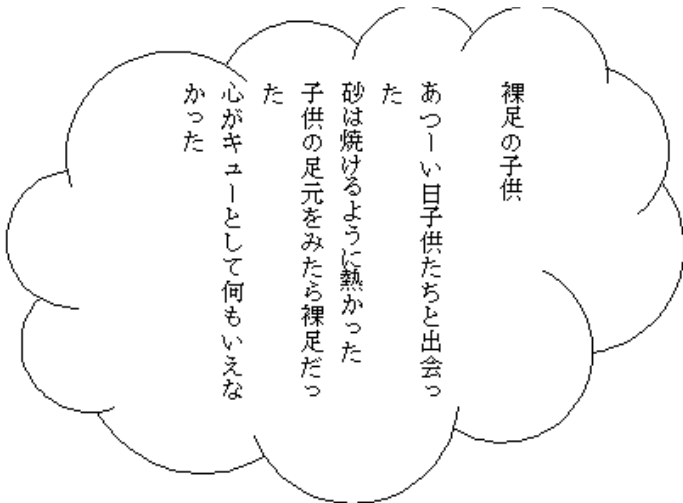 裸足の子供
あつーい日子供たちと出会っ
た
砂は焼けるように熱かった
子供の足元をみたら裸足だっ
た
心がキューとして何もいえな
かった